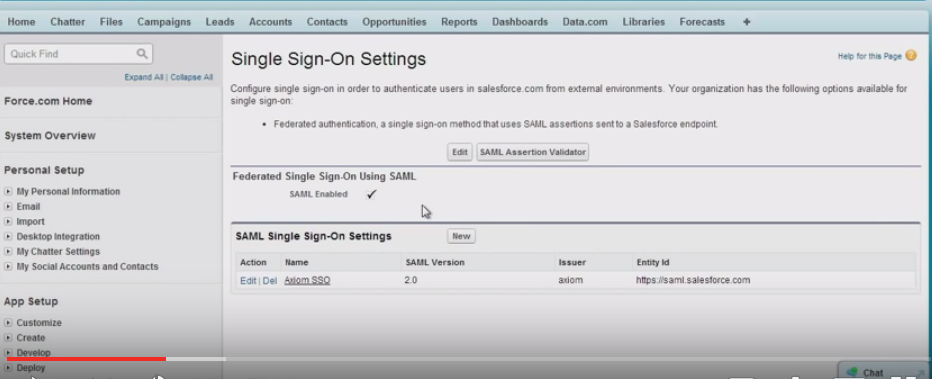 Home Chatter Files Campaigns Leads Accounts Contacts Opportunities Reports Dashboards Data.com Libraries Forecasts +
Quick Find
Expand All | Collapse All
Force.com Home
System Overview
Personal Setup
My Personal Information
Email
Import
Desktop Integration
My Chatter Settings
My Social Accounts and Contacts
App Setup
Customize
Create
Develop
Deploy
Single Sign-On Settings
Help for this Page ?
Configure single sign-on in order to authenticate users in salesforce.com from external environments. Your organization has the following options available for
single sign-on:
• Federated authentication, a single sign-on method that uses SAML assertions sent to a Salesforce endpoint.
Edit SAML Assertion Validator
Federated Single Sign-On Using SAML
SAML Enabled ✓
SAML Single Sign-On Settings New
Action Name SAML Version Issuer Entity Id
Edit | Del Axiom SSO 2.0 axiom https://saml.salesforce.com
Chat